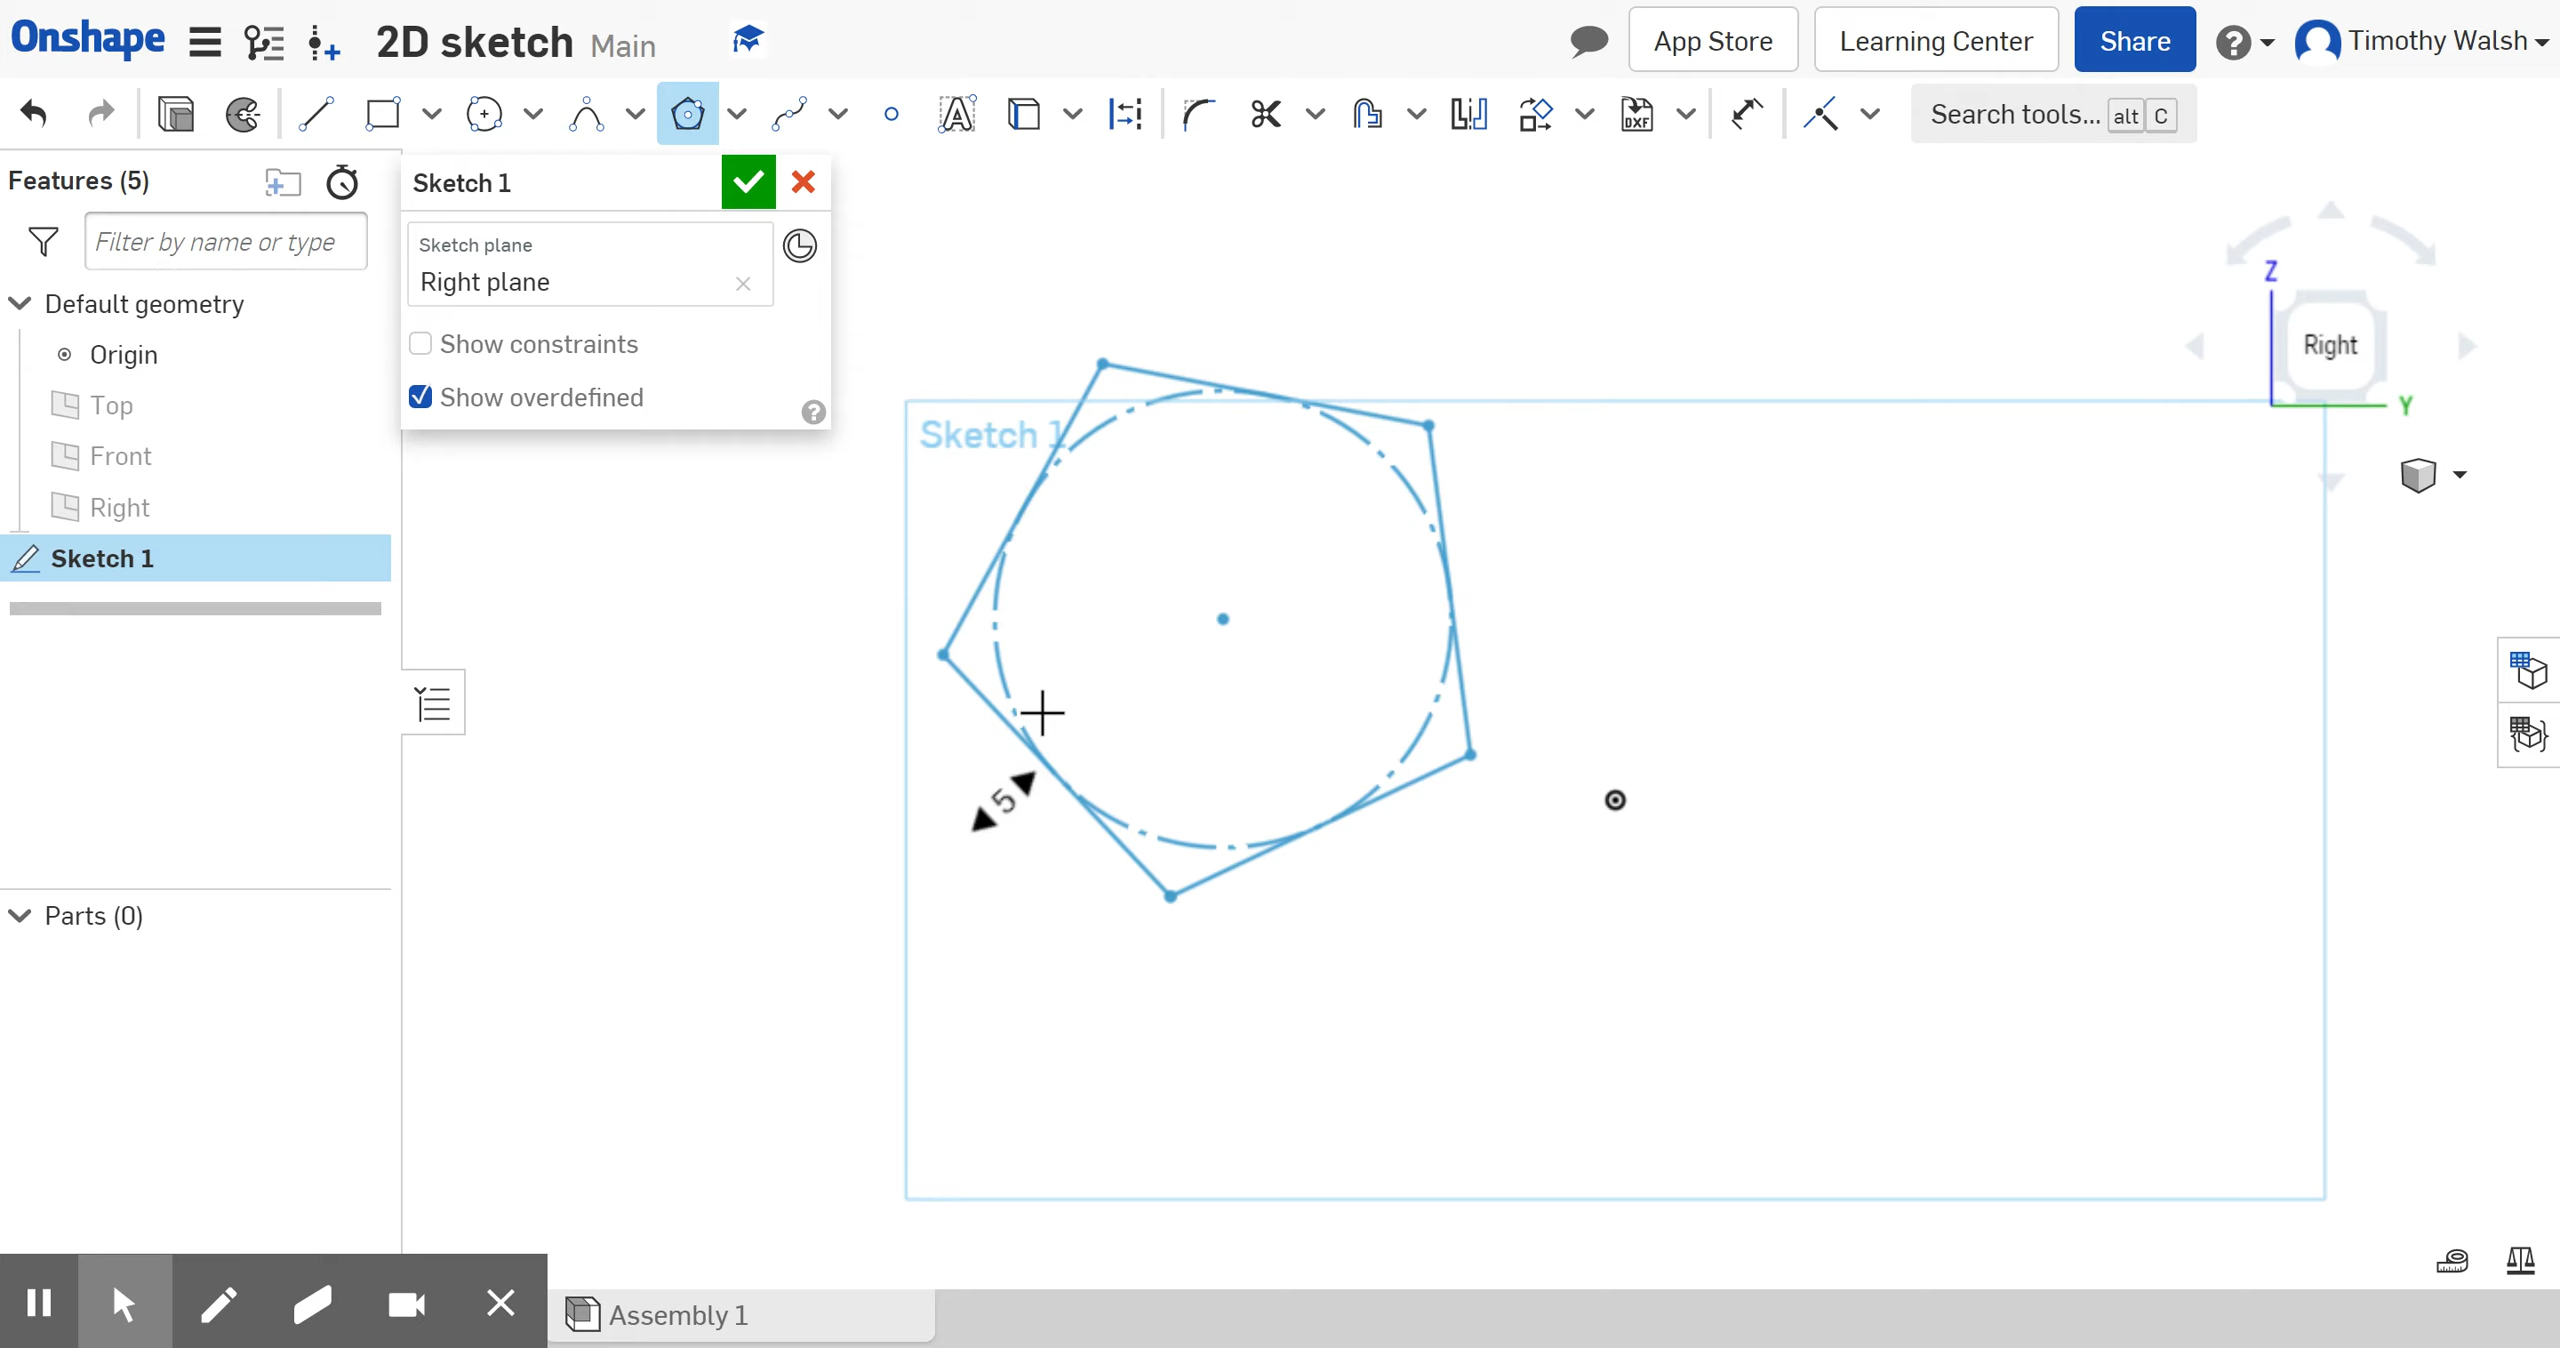 Onshape
2D sketch Main
App Store
Learning Center
Share
Timothy Walsh
DXF
Search tools... alt C
Features (5)
Filter by name or type
Default geometry
Origin
Top
Front
Right
Sketch 1
Parts (0)
Sketch 1
Sketch plane
Right plane
Show constraints
Show overdefined
Sketch 1
5
Z
Right
Y
Assembly 1